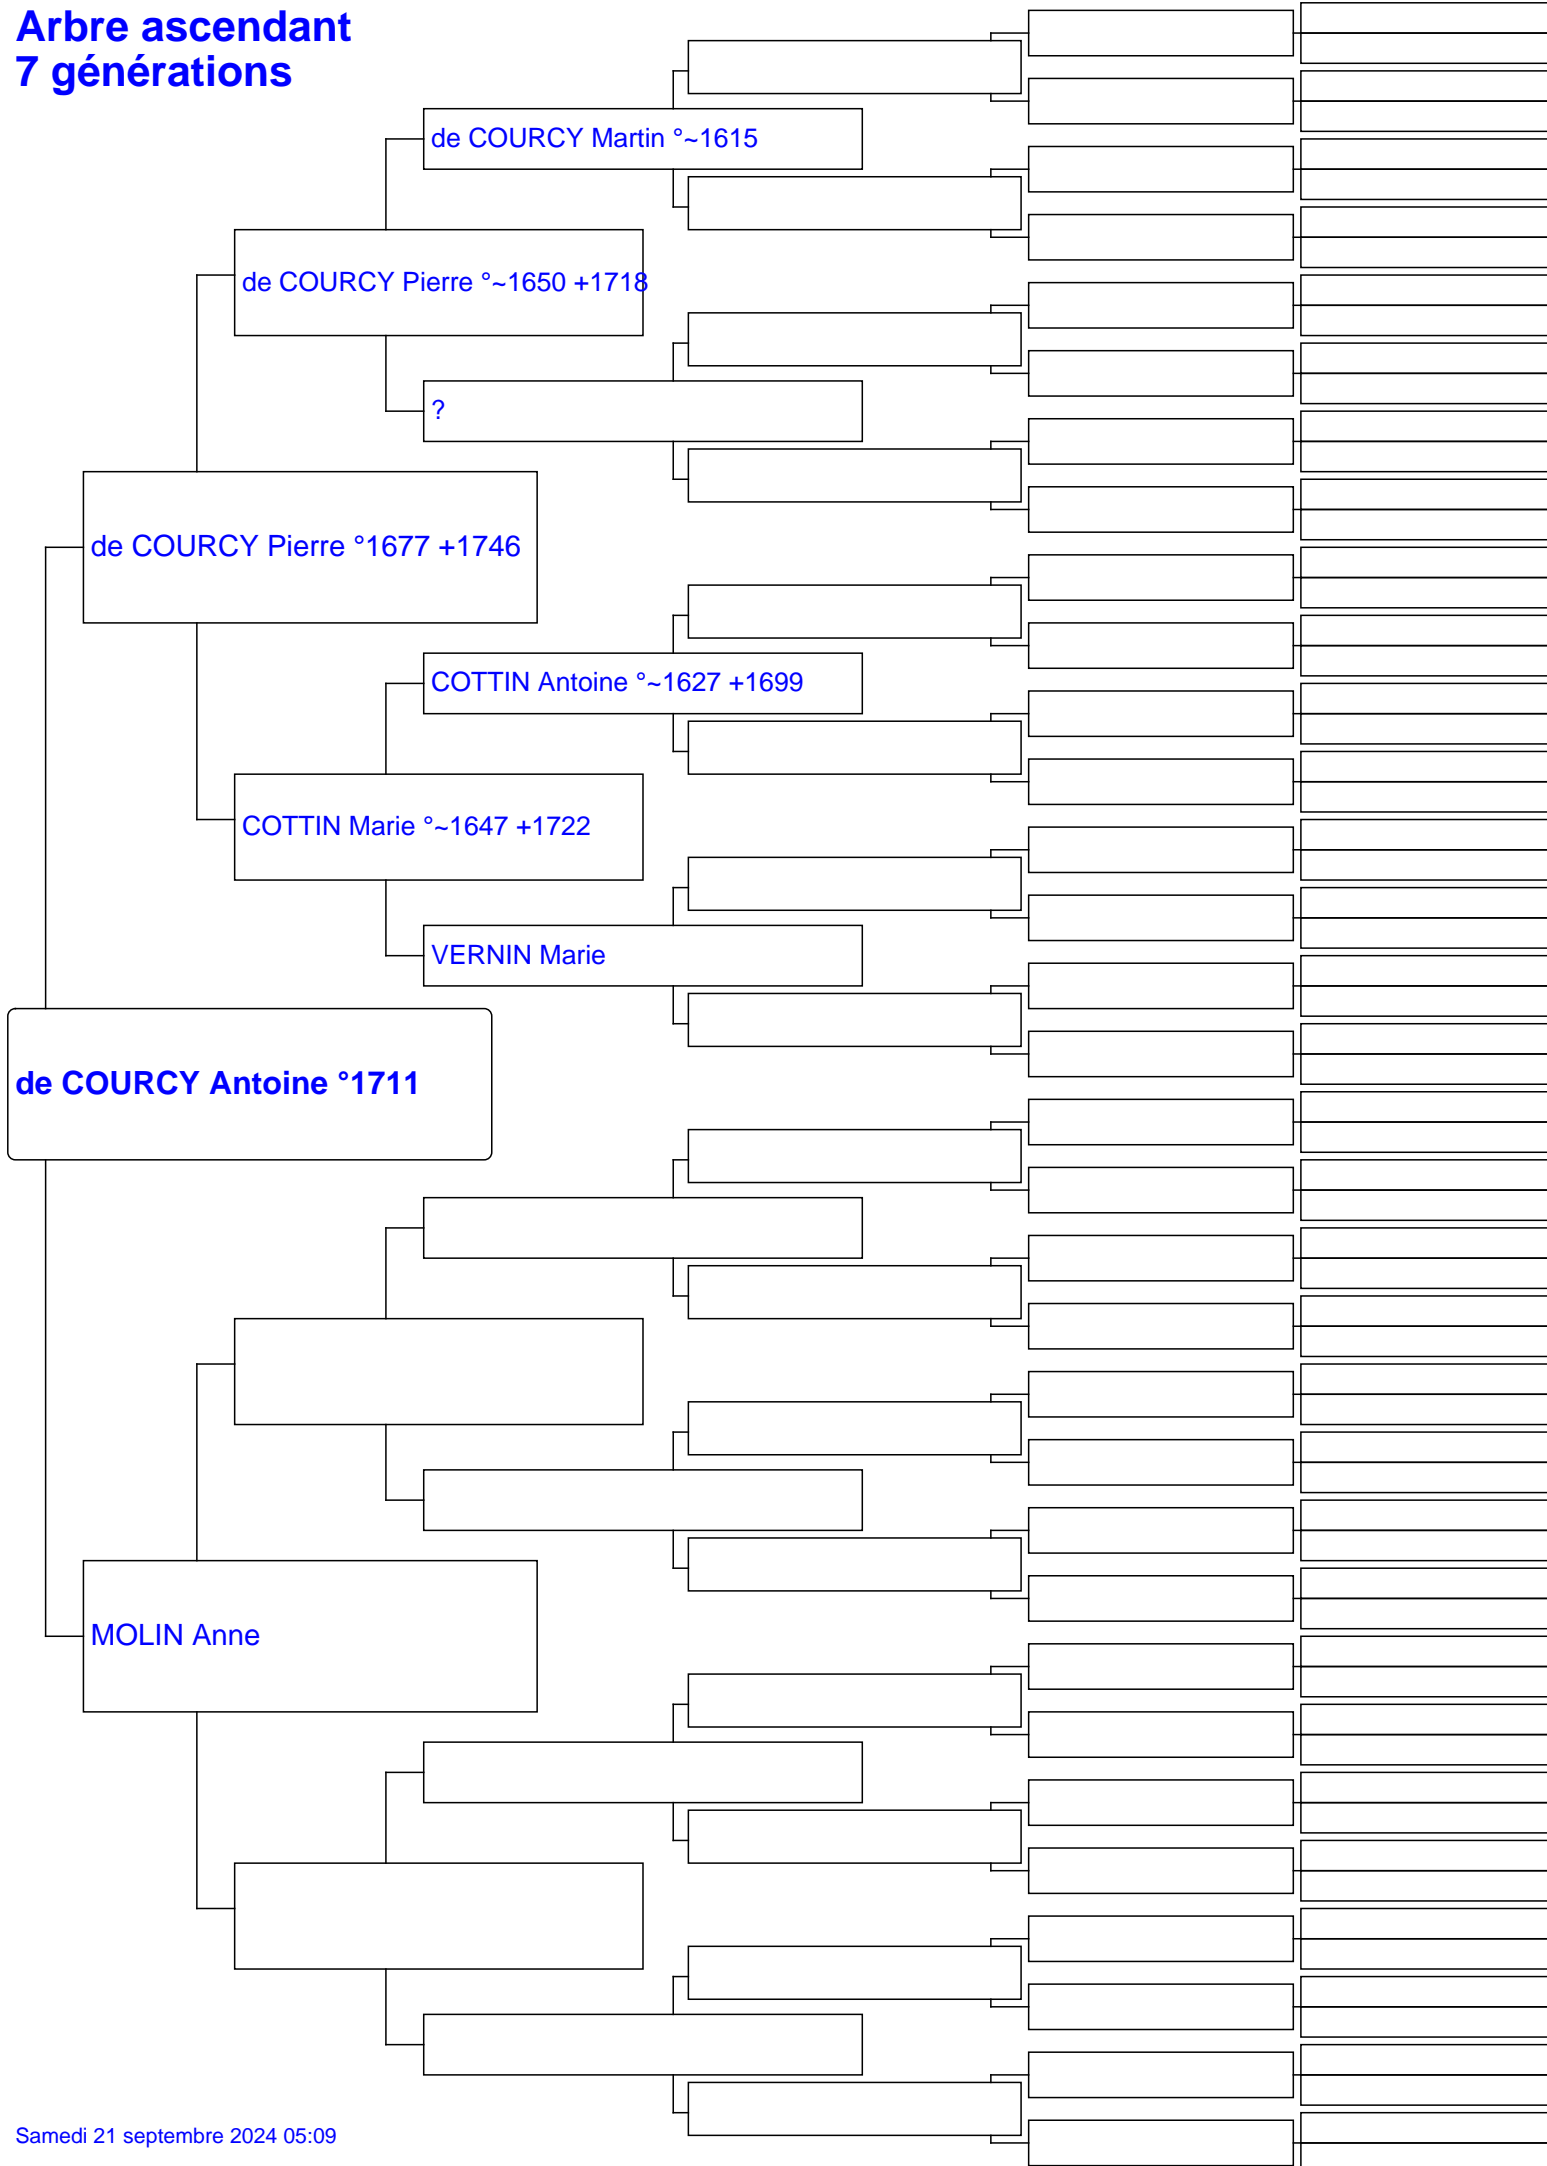 Arbre ascendant
7 générations
de COURCY Martin °~1615
de COURCY Pierre °~1650 +1718
?
de COURCY Pierre °1677 +1746
COTTIN Antoine °~1627 +1699
COTTIN Marie °~1647 +1722
VERNIN Marie
de COURCY Antoine °1711
MOLIN Anne
Samedi 21 septembre 2024 05:09